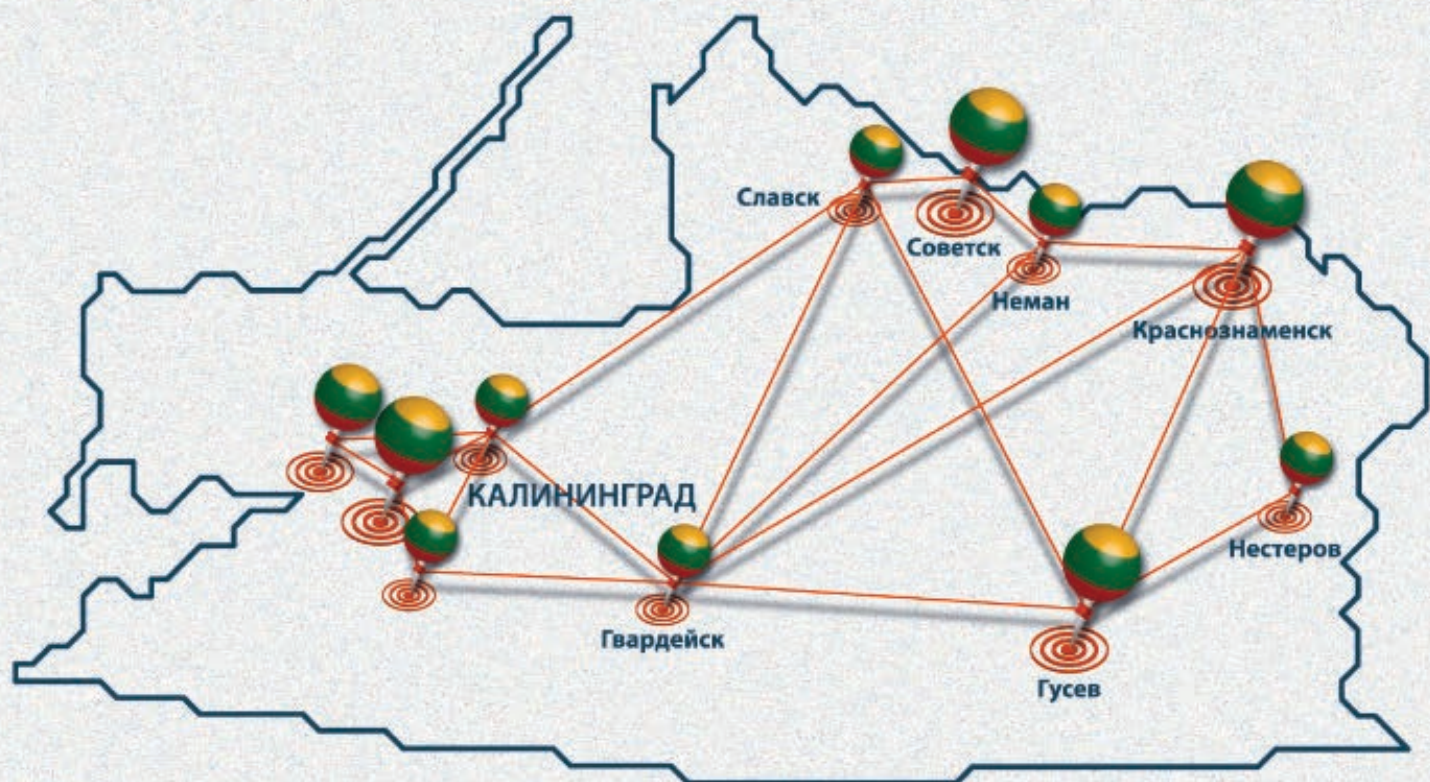 Славск
Советск
Неман
Краснознаменск
КАЛИНИНГРАД
Нестеров
Гвардейск
Гусев